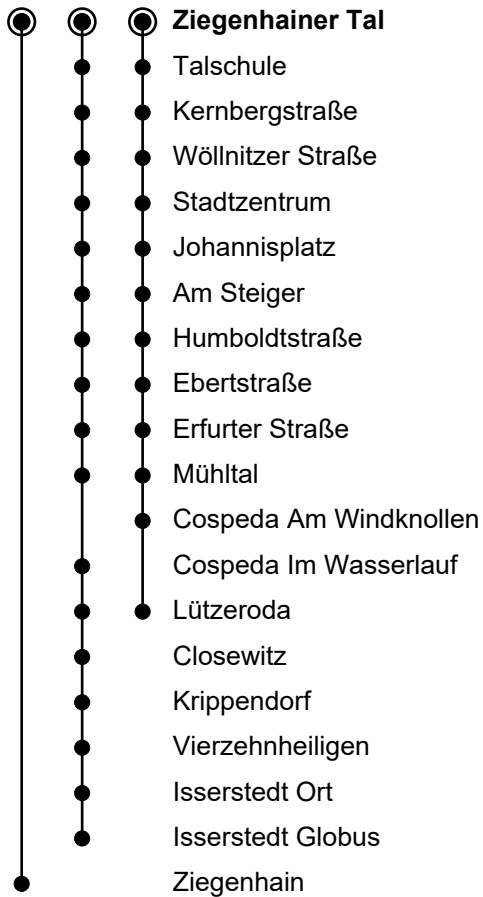 Ziegenhainer Tal
Talschule
Kernbergstraße
Wöllnitzer Straße
Stadtzentrum
Johannisplatz
Am Steiger
Humboldtstraße
Ebertstraße
Erfurter Straße
Mühltal
Cospeda Am Windknollen
Cospeda Im Wasserlauf
Lützeroda
Closewitz
Krippendorf
Vierzehnheiligen
Isserstedt Ort
Isserstedt Globus
Ziegenhain